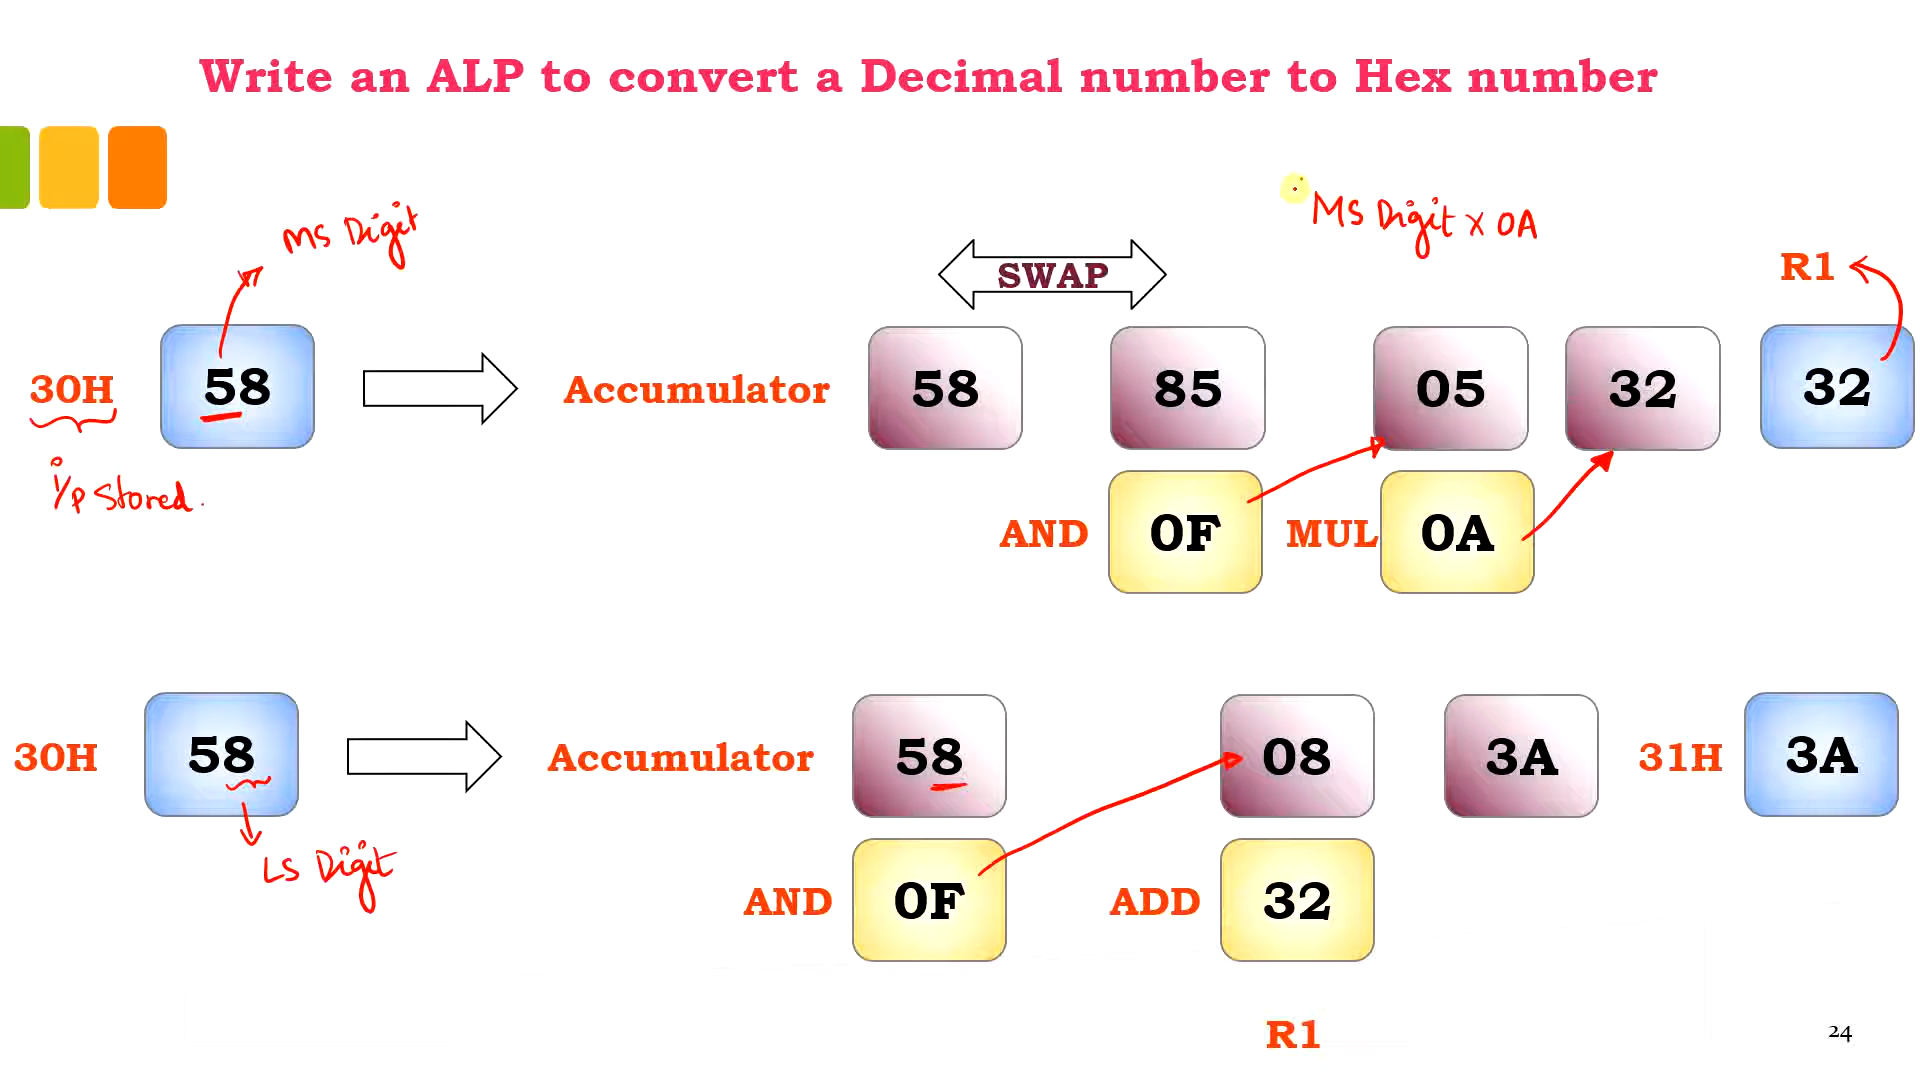 Write an ALP to convert a Decimal number to Hex number
MS Digit
MS Digit x 0A
SWAP
R1
30H 58 Accumulator 58 85 05 32 32
i/p Stored.
AND 0F MUL 0A
30H 58 Accumulator 58 08 3A 31H 3A
LS Digit
AND 0F ADD 32
R1
24